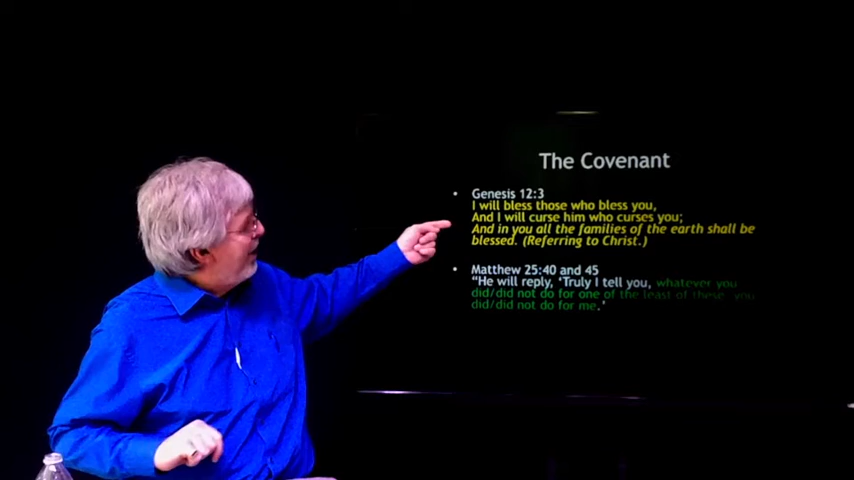 The Covenant
• Genesis 12:3
I will bless those who bless you,
And I will curse him who curses you;
And in you all the families of the earth shall be
blessed. (Referring to Christ.)
• Matthew 25:40 and 45
“He will reply, ‘Truly I tell you, whatever you
did/did not do for one of the least of these you
did/did not do for me.’